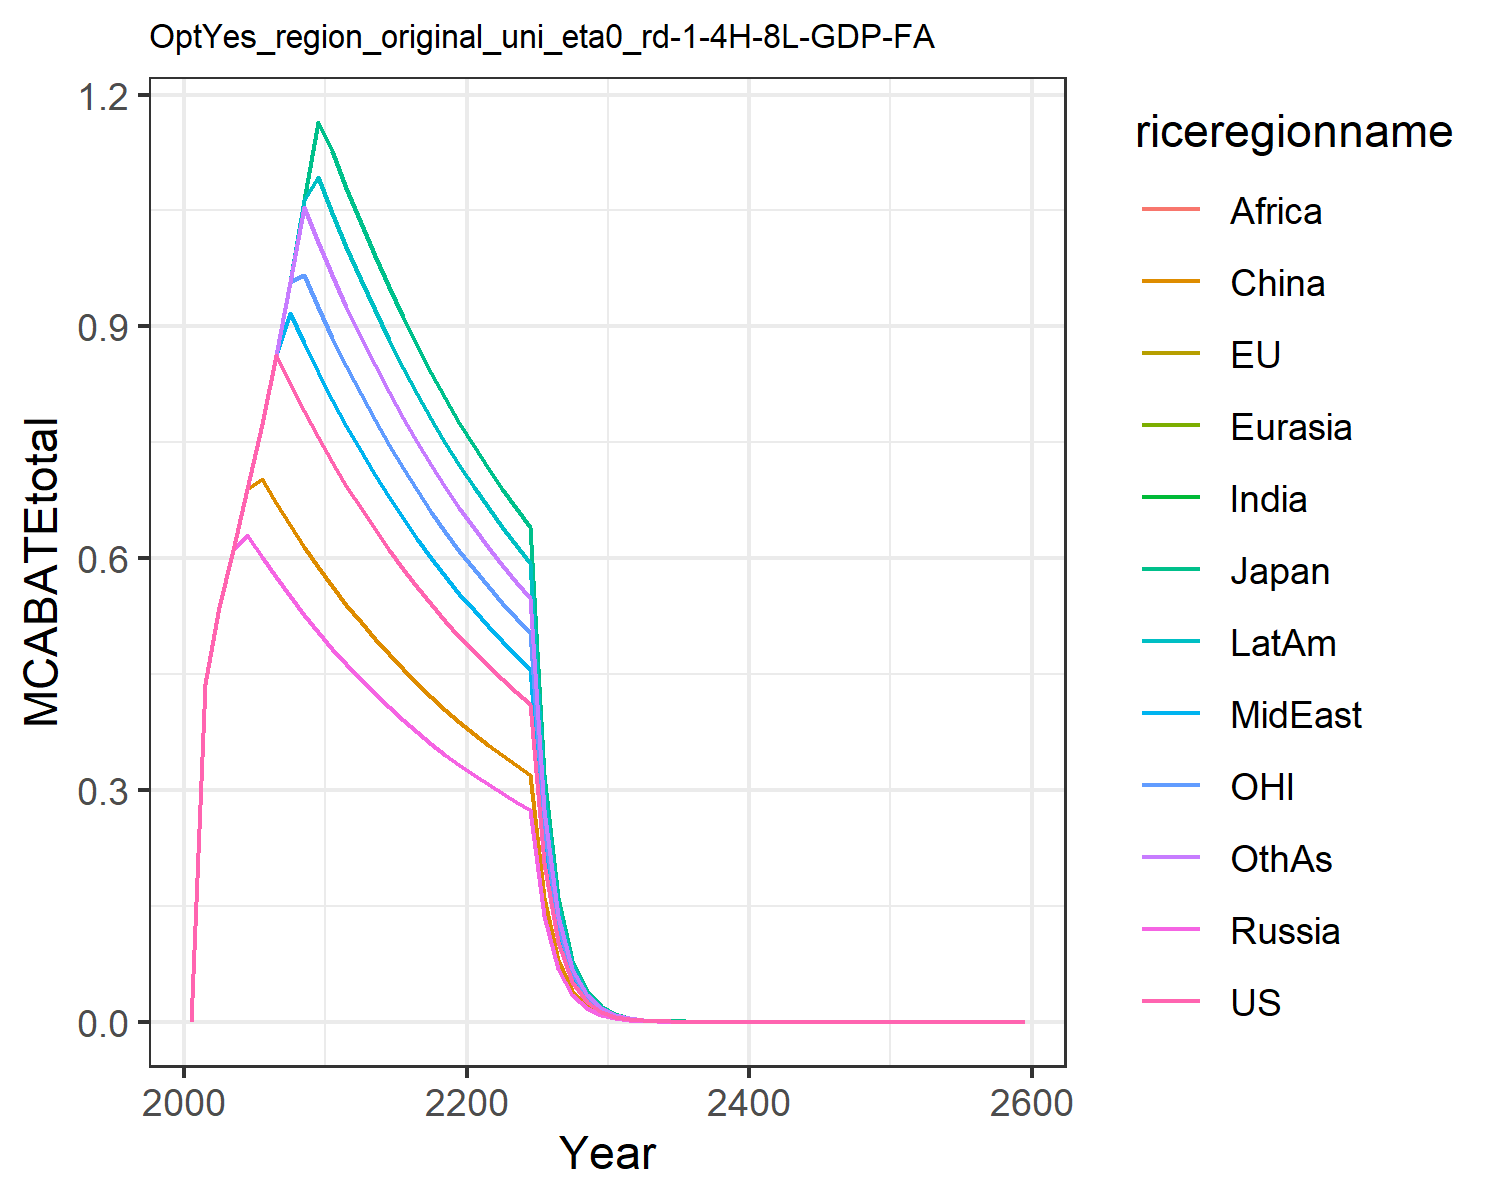 OptYes_region_original_uni_eta0_rd-1-4H-8L-GDP-FA
1.2
0.9
0.6
0.3
0.0
MCABATEtotal
2000
2200
2400
2600
Year
riceregionname
Africa
China
EU
Eurasia
India
Japan
LatAm
MidEast
OHI
OthAs
Russia
US